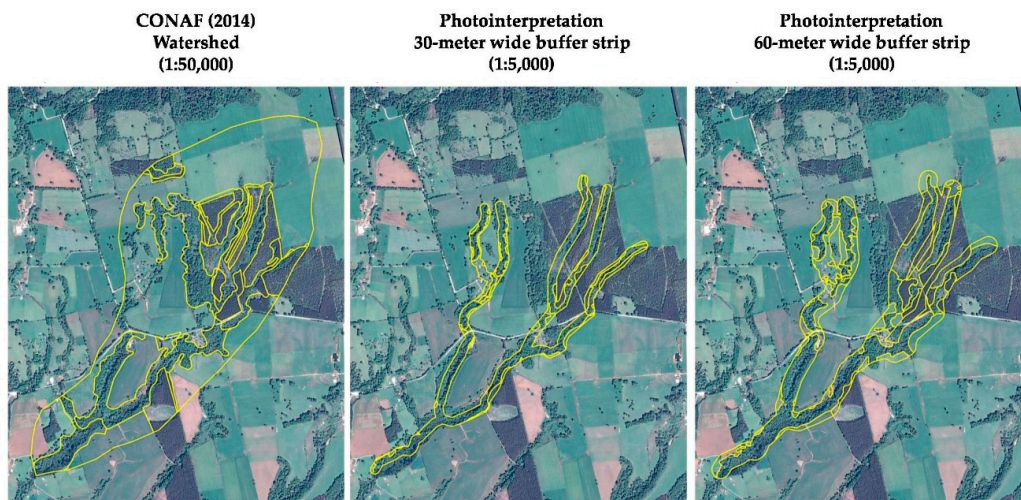 CONAF (2014)
Watershed
(1:50,000)
Photointerpretation
30-meter wide buffer strip
(1:5,000)
Photointerpretation
60-meter wide buffer strip
(1:5,000)